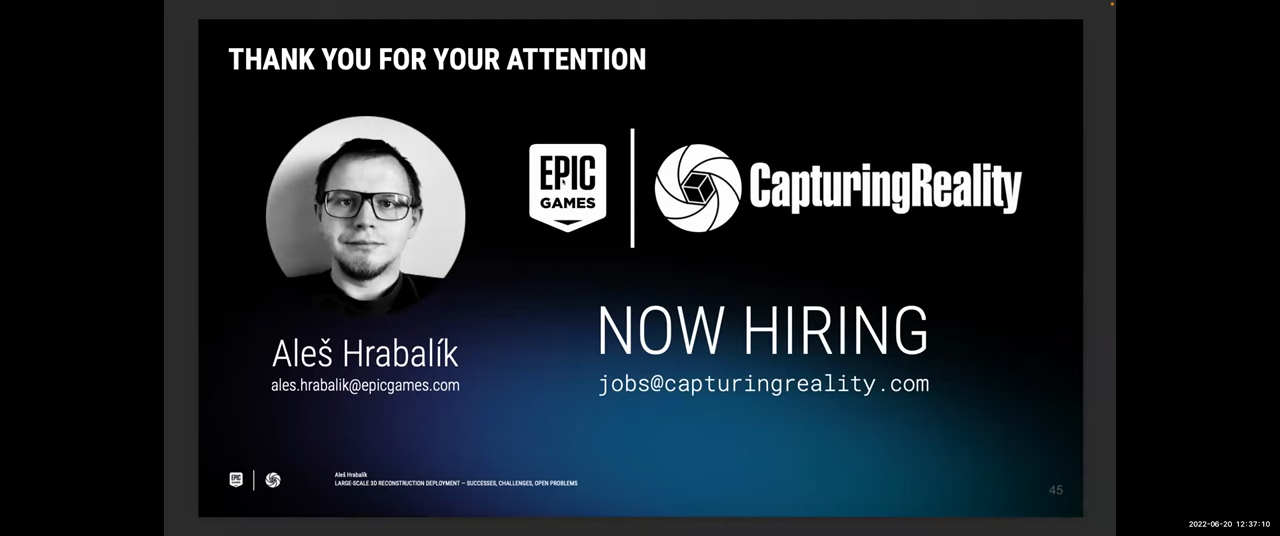 THANK YOU FOR YOUR ATTENTION
EPIC
GAMES
CapturingReality
Aleš Hrabalík
ales.hrabalik@epicgames.com
NOW HIRING
jobs@capturingreality.com
EPIC
Aleš Hrabalík
LARGE-SCALE 3D RECONSTRUCTION DEPLOYMENT – SUCCESSES, CHALLENGES, OPEN PROBLEMS
45
2022-06-20 12:37:10